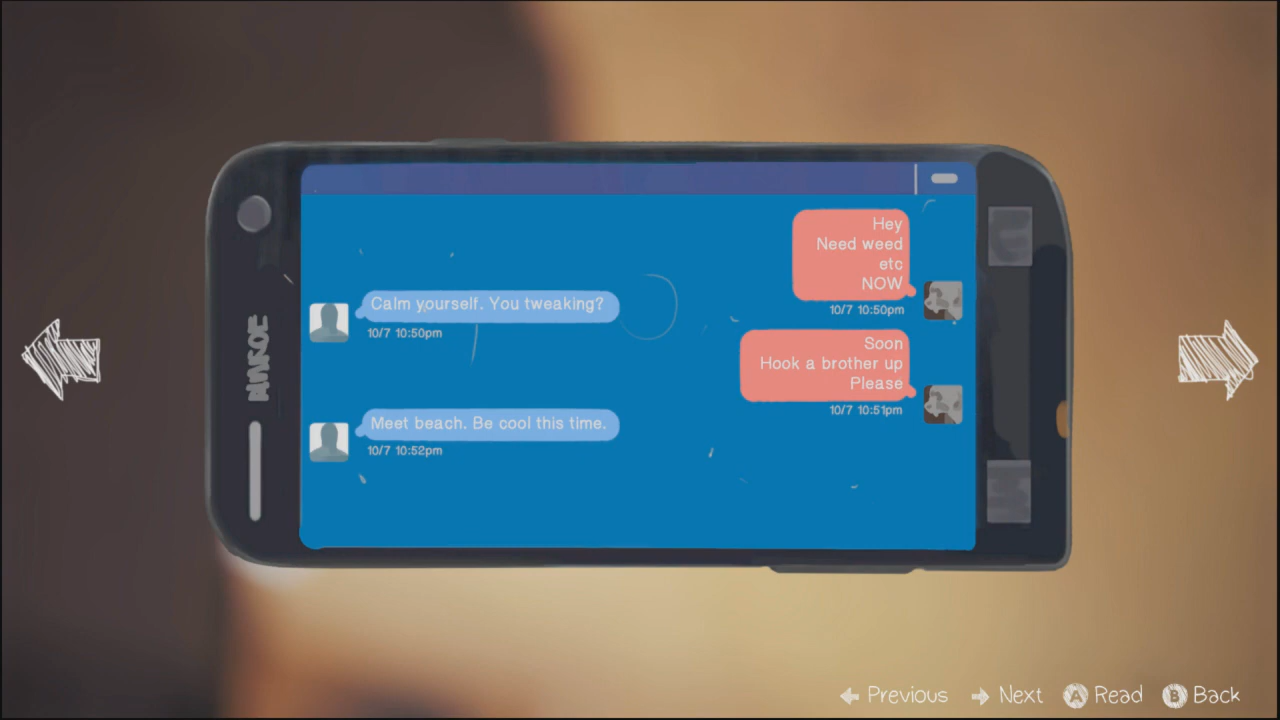 Hey
Need weed
etc
NOW
10/7 10:50pm
Calm yourself. You tweaking?
10/7 10:50pm
Soon
Hook a brother up
Please
10/7 10:51pm
Meet beach. Be cool this time.
10/7 10:52pm
Previous
Next
A Read
B Back